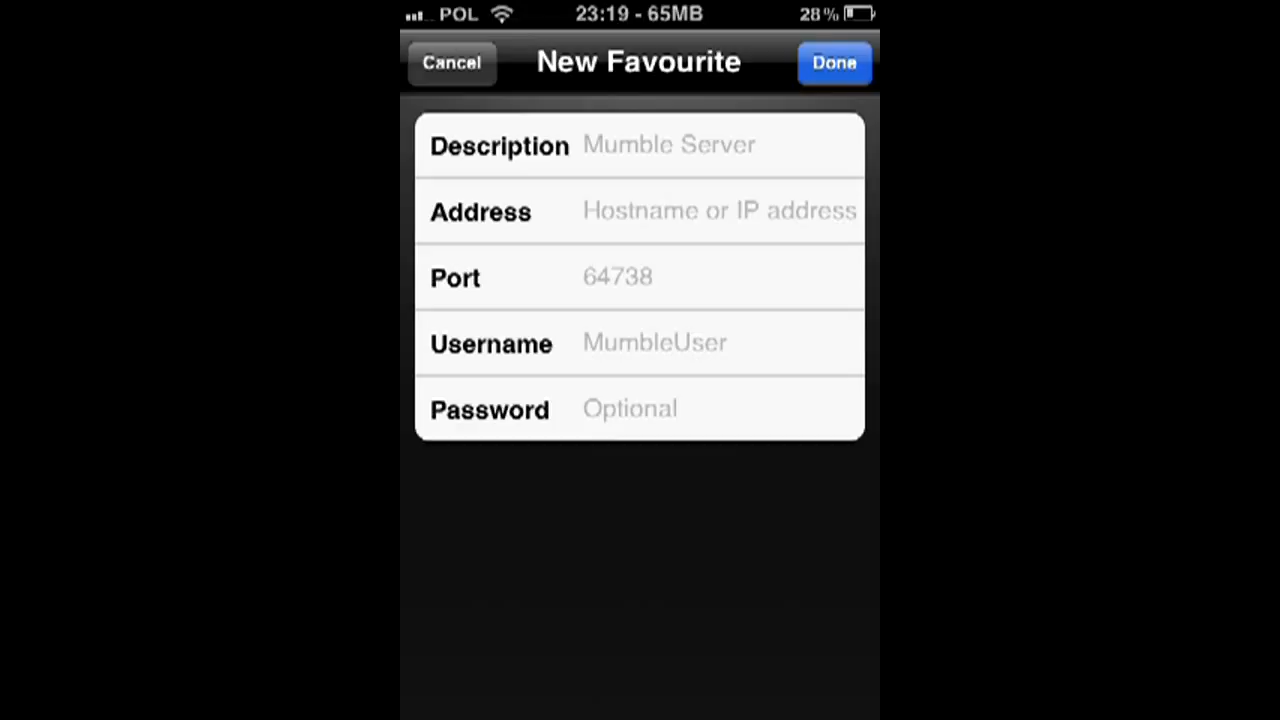 POL 23:19 - 65MB 28%
Cancel New Favourite Done
Description Mumble Server
Address Hostname or IP address
Port 64738
Username MumbleUser
Password Optional